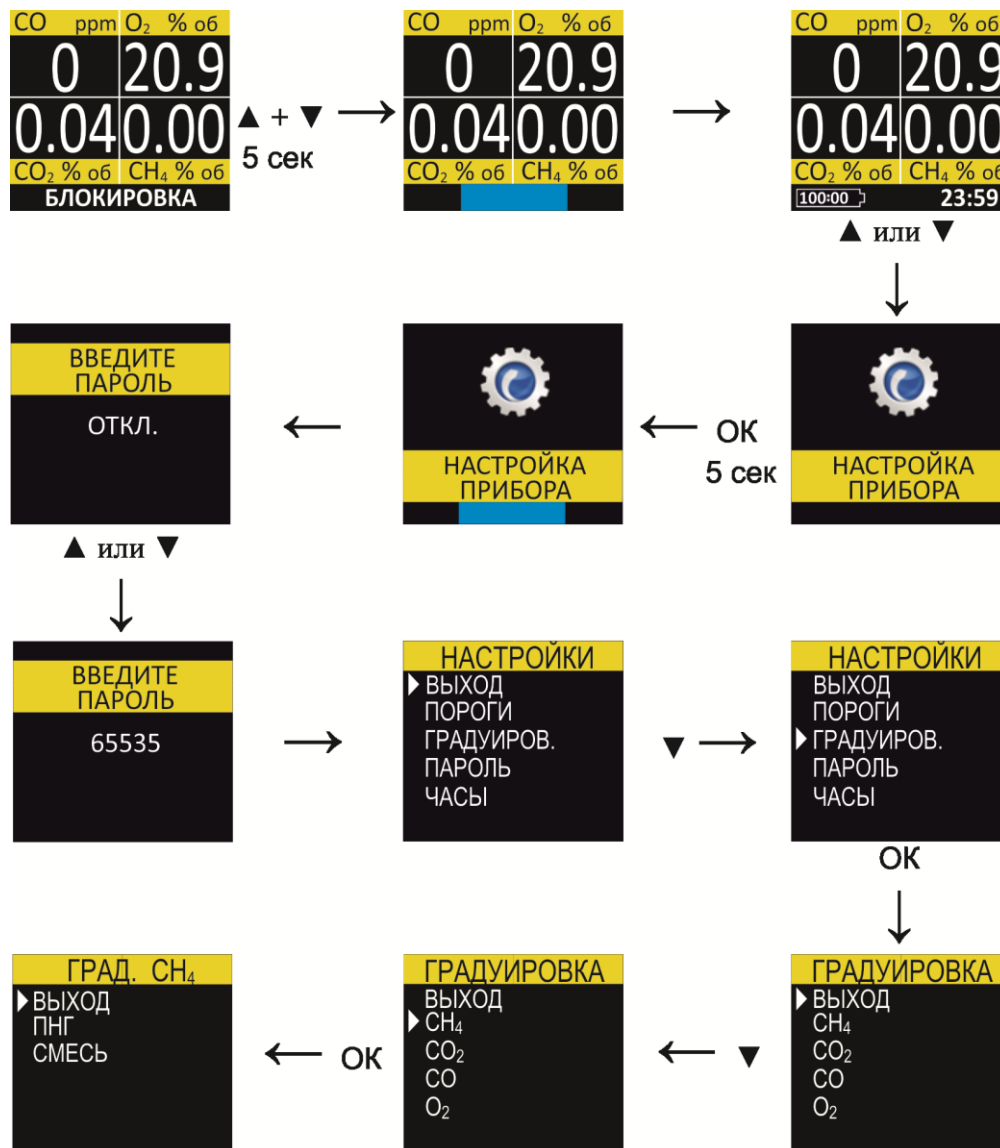 CO ppm O₂ % об
0 20.9
0.04 0.00
CO₂ % об CH₄ % об
БЛОКИРОВКА
▲ + ▼ →
5 сек
CO ppm O₂ % об
0 20.9
0.04 0.00
CO₂ % об CH₄ % об
→
CO ppm O₂ % об
0 20.9
0.04 0.00
CO₂ % об CH₄ % об
100:00 23:59
▲ или ▼
↓
НАСТРОЙКА
ПРИБОРА
← ОК
5 сек
НАСТРОЙКА
ПРИБОРА
←
ВВЕДИТЕ
ПАРОЛЬ
ОТКЛ.
▲ или ▼
↓
ВВЕДИТЕ
ПАРОЛЬ
65535
→
НАСТРОЙКИ
▶ ВЫХОД
ПОРОГИ
ГРАДУИРОВ.
ПАРОЛЬ
ЧАСЫ
▼ →
НАСТРОЙКИ
ВЫХОД
ПОРОГИ
▶ ГРАДУИРОВ.
ПАРОЛЬ
ЧАСЫ
ОК
↓
ГРАДУИРОВКА
▶ ВЫХОД
CH₄
CO₂
CO
O₂
← ▼
ГРАДУИРОВКА
ВЫХОД
▶ CH₄
CO₂
CO
O₂
← ОК
ГРАД. CH₄
▶ ВЫХОД
ПНГ
СМЕСЬ